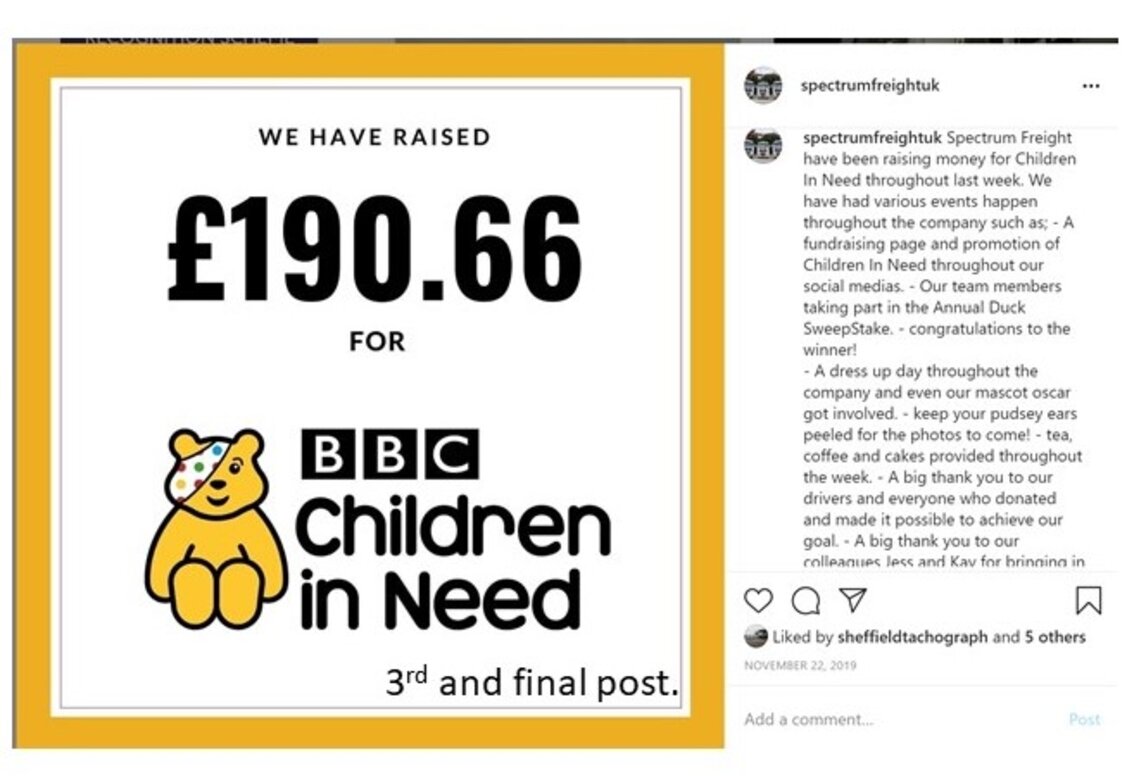 RECOGNITION SCHEME
WE HAVE RAISED
£190.66
FOR
BBC
Children
in Need
3rd and final post.
spectrumfreightuk
spectrumfreightuk Spectrum Freight
have been raising money for Children
In Need throughout last week. We
have had various events happen
throughout the company such as; - A
fundraising page and promotion of
Children In Need throughout our
social medias. - Our team members
taking part in the Annual Duck
SweepStake. - congratulations to the
winner!
- A dress up day throughout the
company and even our mascot oscar
got involved. - keep your pudsey ears
peeled for the photos to come! - tea,
coffee and cakes provided throughout
the week. - A big thank you to our
drivers and everyone who donated
and made it possible to achieve our
goal. - A big thank you to our
colleagues Jess and Kay for bringing in
Liked by sheffieldtachograph and 5 others
NOVEMBER 22, 2019
Add a comment...
Post